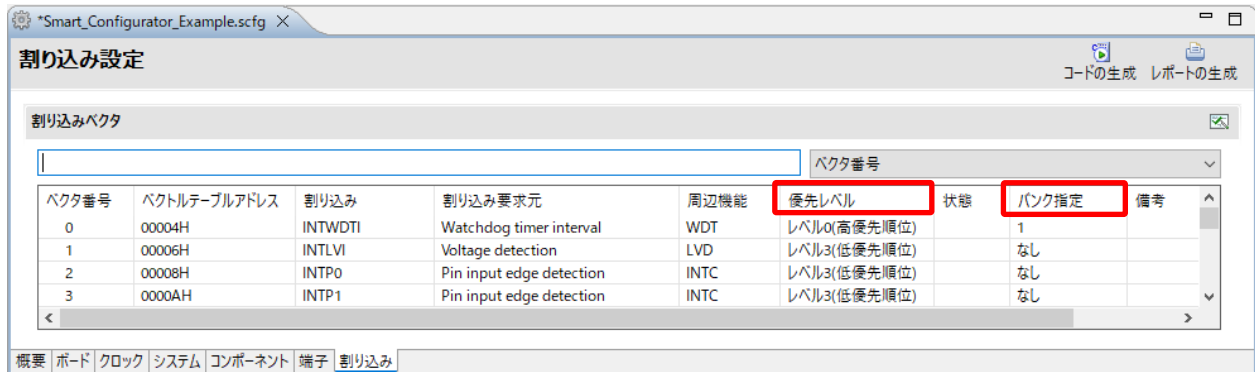 *Smart_Configurator_Example.scfg
割り込み設定
コードの生成 レポートの生成
割り込みベクタ
ベクタ番号
ベクタ番号 ベクトルテーブルアドレス 割り込み 割り込み要求元 周辺機能 優先レベル 状態 バンク指定 備考
0 00004H INTWDTI Watchdog timer interval WDT レベル0(高優先順位) 1
1 00006H INTLVI Voltage detection LVD レベル3(低優先順位) なし
2 00008H INTP0 Pin input edge detection INTC レベル3(低優先順位) なし
3 0000AH INTP1 Pin input edge detection INTC レベル3(低優先順位) なし
概要 ボード クロック システム コンポーネント 端子 割り込み